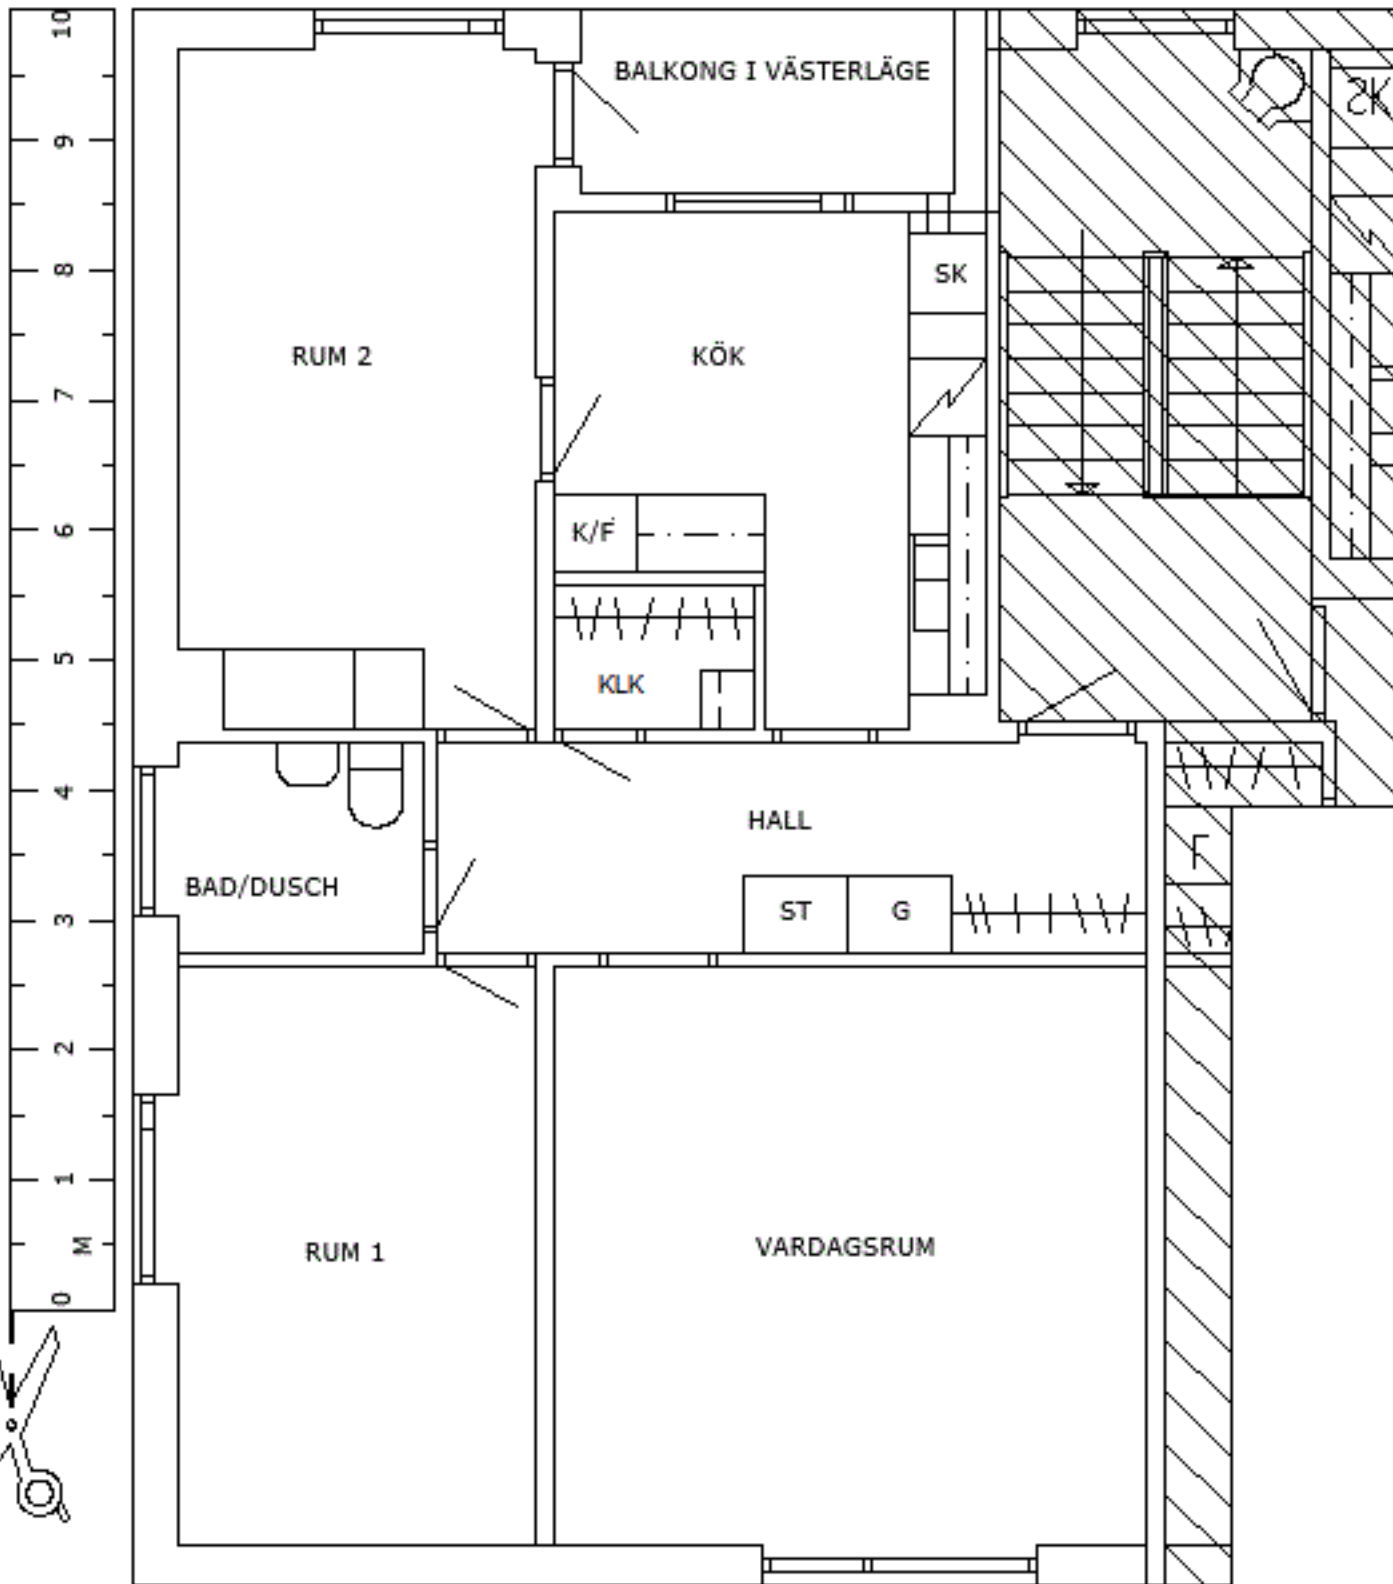 10
BALKONG I VÄSTERLÄGE
SK
9
8
SK
RUM 2
KÖK
7
6
K/F
5
KLK
4
HALL
F
BAD/DUSCH
ST
G
3
2
1
M
RUM 1
VARDAGSRUM
0